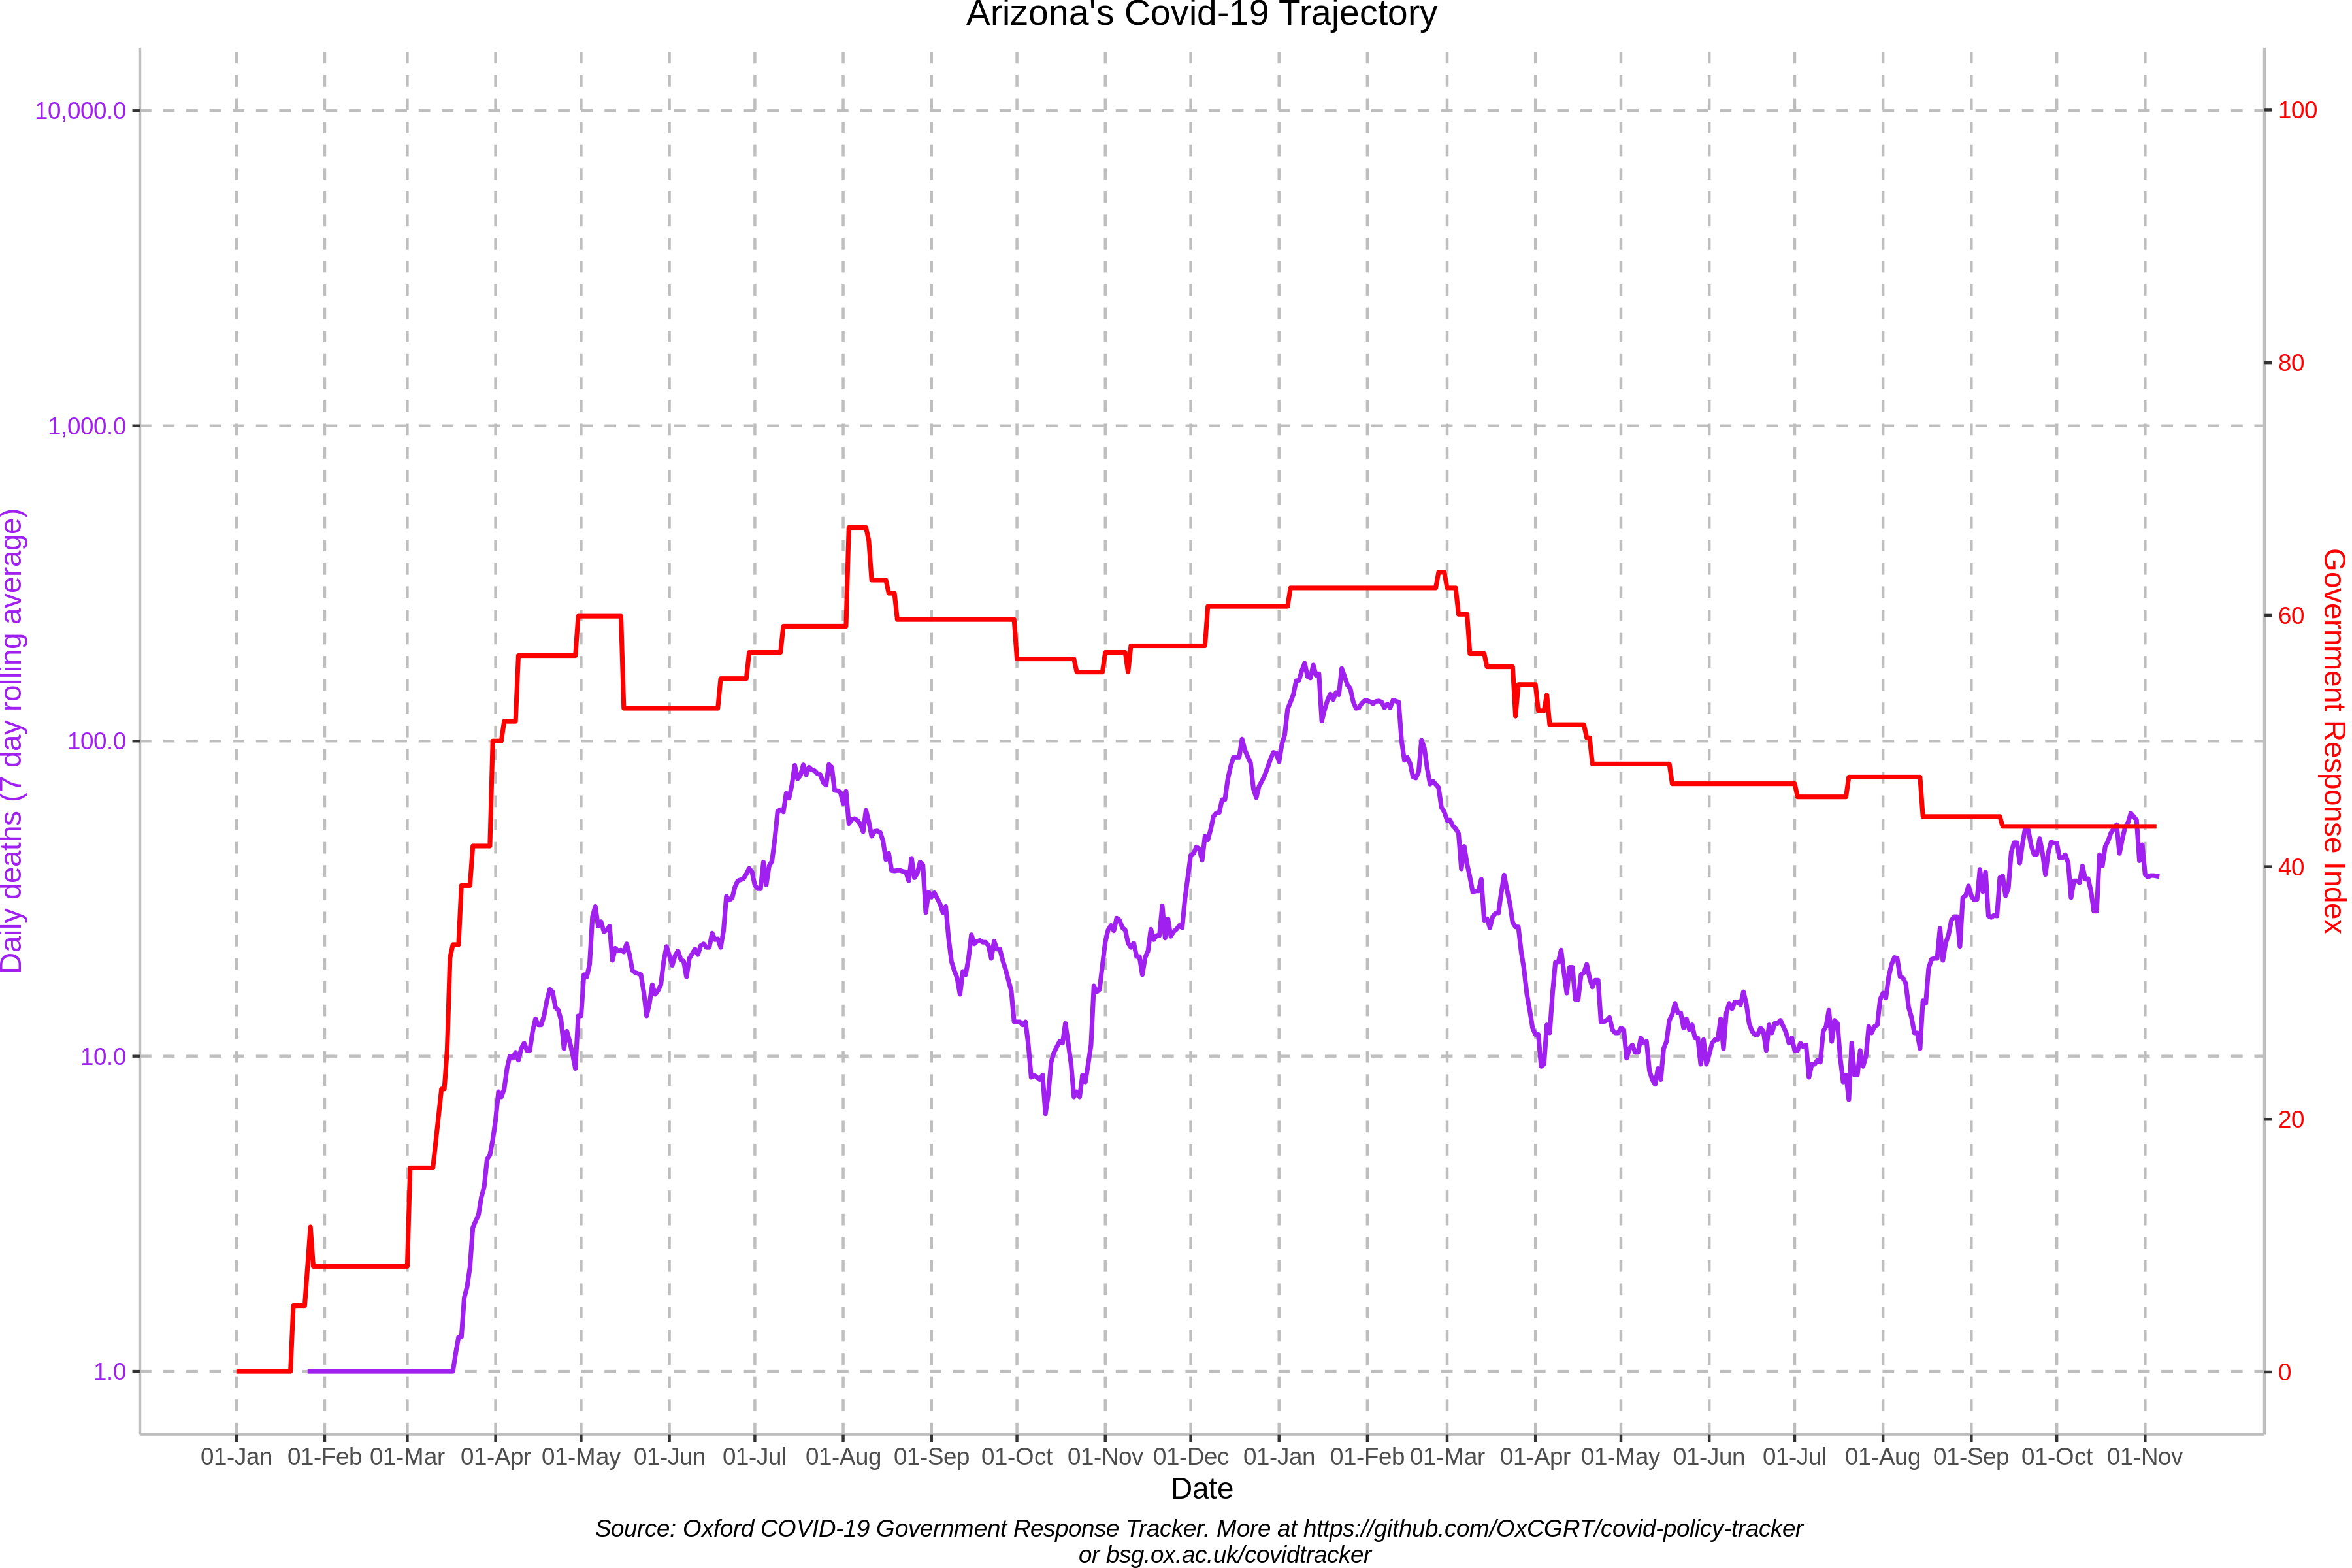 Arizona's Covid-19 Trajectory
10,000.0
1,000.0
100.0
10.0
1.0
Daily deaths (7 day rolling average)
100
80
60
40
20
0
Government Response Index
01-Jan 01-Feb 01-Mar 01-Apr 01-May 01-Jun 01-Jul 01-Aug 01-Sep 01-Oct 01-Nov 01-Dec 01-Jan 01-Feb 01-Mar 01-Apr 01-May 01-Jun 01-Jul 01-Aug 01-Sep 01-Oct 01-Nov
Date
Source: Oxford COVID-19 Government Response Tracker. More at https://github.com/OxCGRT/covid-policy-tracker
or bsg.ox.ac.uk/covidtracker